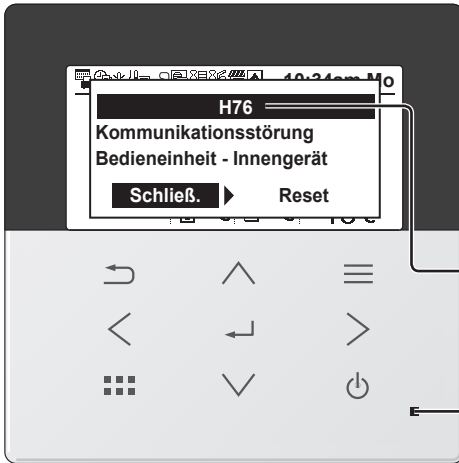 10:34am Mo
H76
Kommunikationsstörung
Bedieneinheit - Innengerät
Schließ. Reset